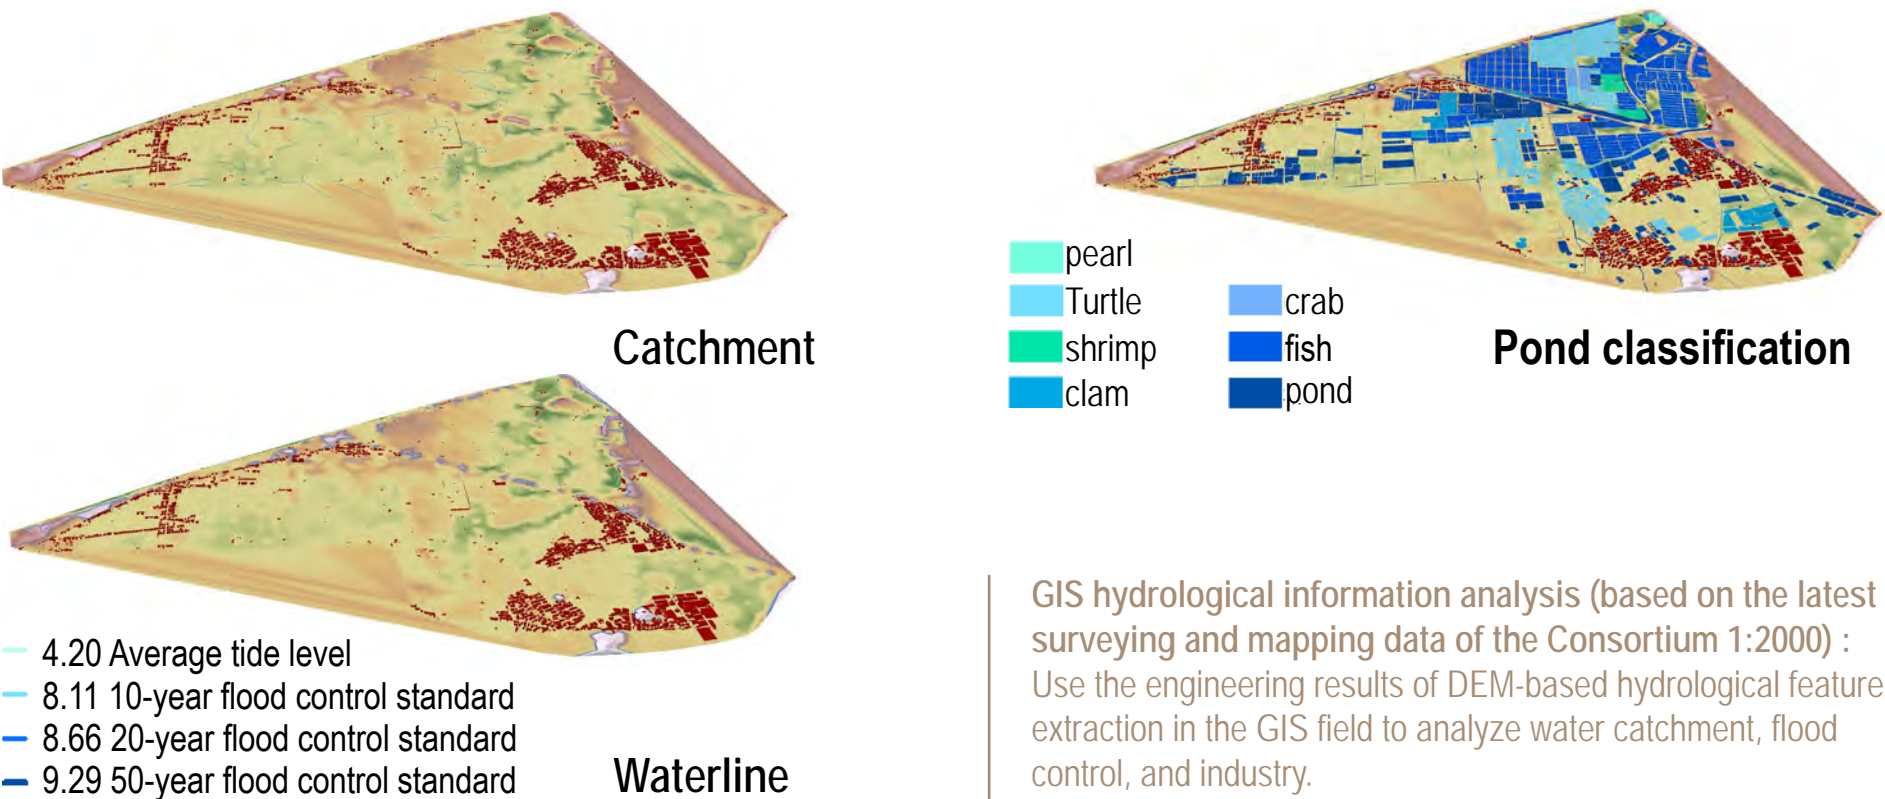 Catchment
pearl
Turtle
shrimp
clam
crab
fish
pond
Pond classification
4.20 Average tide level
8.11 10-year flood control standard
8.66 20-year flood control standard
9.29 50-year flood control standard
Waterline
GIS hydrological information analysis (based on the latest
surveying and mapping data of the Consortium 1:2000) :
Use the engineering results of DEM-based hydrological feature
extraction in the GIS field to analyze water catchment, flood
control, and industry.